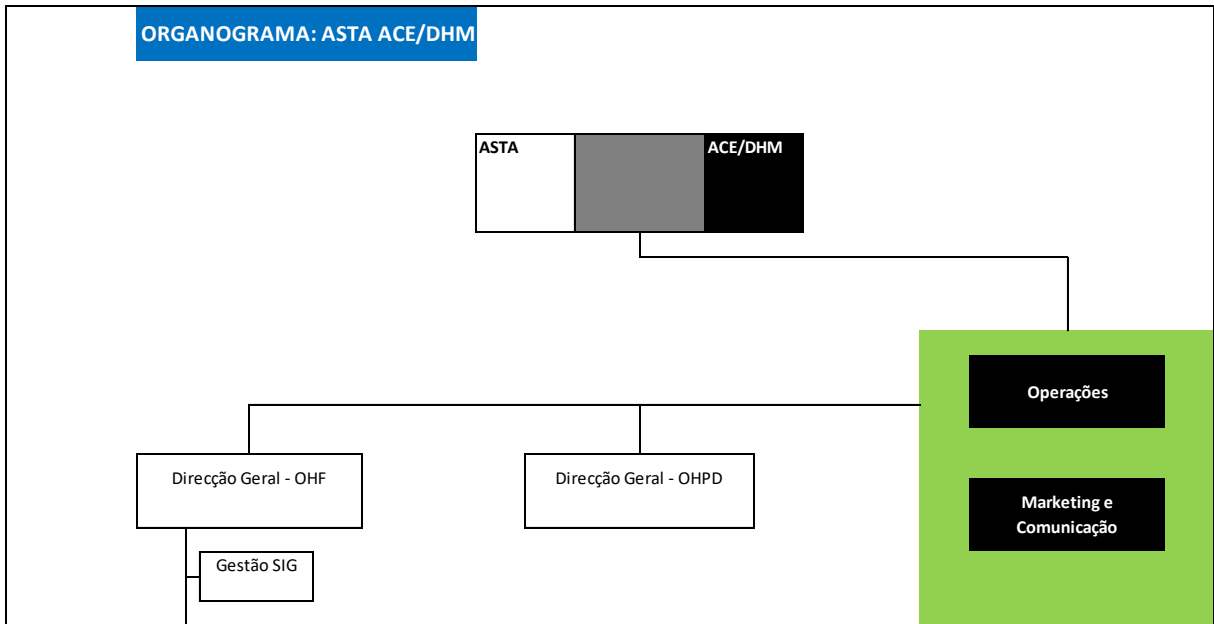 ORGANOGRAMA: ASTA ACE/DHM
ASTA
ACE/DHM
Operações
Direcção Geral - OHF
Direcção Geral - OHPD
Marketing e
Comunicação
Gestão SIG